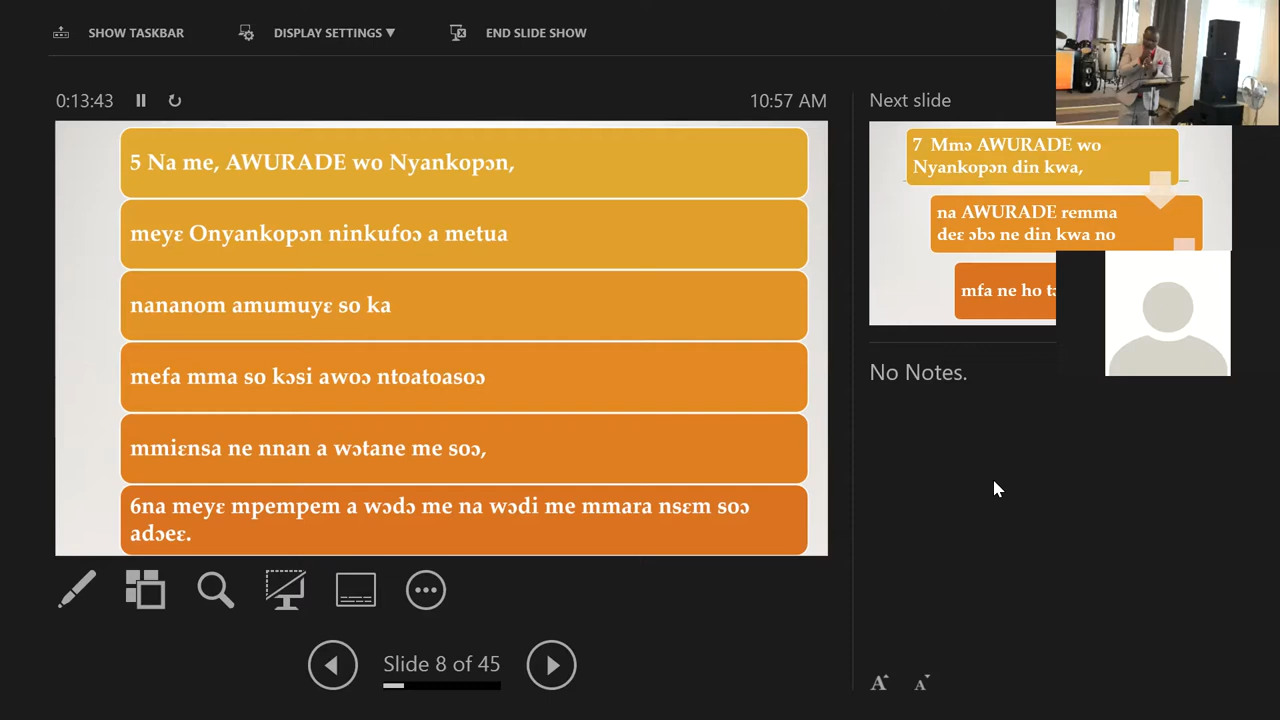 SHOW TASKBAR
DISPLAY SETTINGS ▼
END SLIDE SHOW
0:13:43
10:57 AM
5 Na me, AWURADE wo Nyankopɔn,
meyɛ Onyankopɔn ninkufoɔ a metua
nananom amumuyɛ so ka
mefa mma so kɔsi awoɔ ntoatoasoɔ
mmiɛnsa ne nnan a wɔtane me soɔ,
6na meyɛ mpempem a wɔdɔ me na wɔdi me mmara nsɛm soɔ
adɔeɛ.
Next slide
7 Mmɔ AWURADE wo
Nyankopɔn din kwa,
na AWURADE remma
deɛ ɔbɔ ne din kwa no
mfa ne ho
No Notes.
Slide 8 of 45
A A